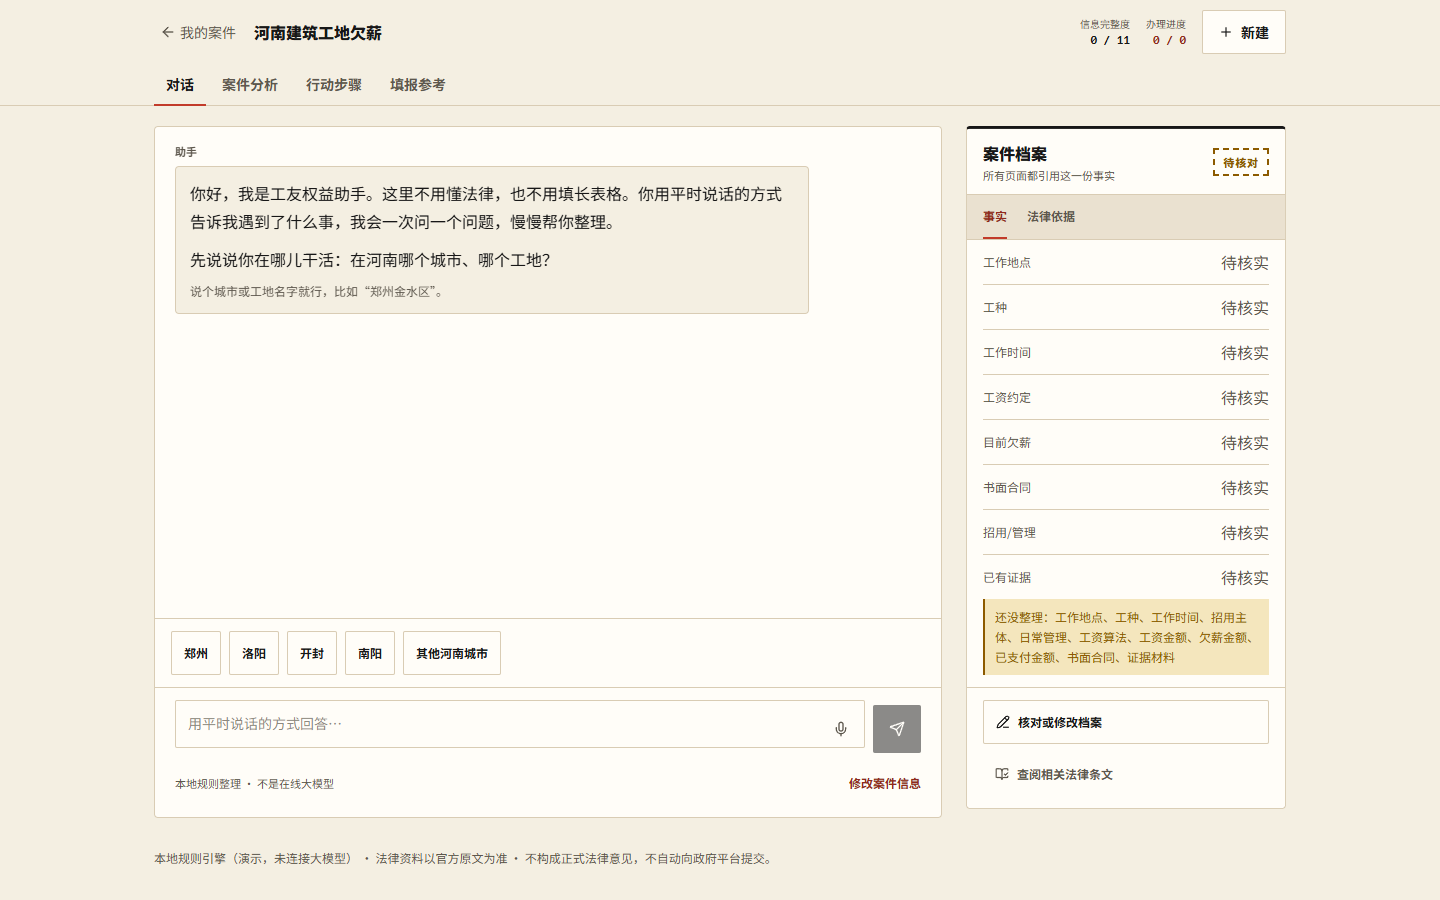 我的案件
河南建筑工地欠薪
信息完整度
0 / 11
办理进度
0 / 0
新建
对话
案件分析
行动步骤
填报参考
助手
你好，我是工友权益助手。这里不用懂法律，也不用填长表格。你用平时说话的方式
告诉我遇到了什么事，我会一次问一个问题，慢慢帮你整理。
先说说你在哪儿干活：在河南哪个城市、哪个工地？
说个城市或工地名字就行，比如“郑州金水区”。
郑州
洛阳
开封
南阳
其他河南城市
用平时说话的方式回答…
本地规则整理 · 不是在线大模型
修改案件信息
案件档案
所有页面都引用这一份事实
待核对
事实
法律依据
工作地点 待核实
工种 待核实
工作时间 待核实
工资约定 待核实
目前欠薪 待核实
书面合同 待核实
招用/管理 待核实
已有证据 待核实
还没整理：工作地点、工种、工作时间、招用主
体、日常管理、工资算法、工资金额、欠薪金额、
已支付金额、书面合同、证据材料
核对或修改档案
查阅相关法律条文
本地规则引擎（演示，未连接大模型） · 法律资料以官方原文为准 · 不构成正式法律意见，不自动向政府平台提交。